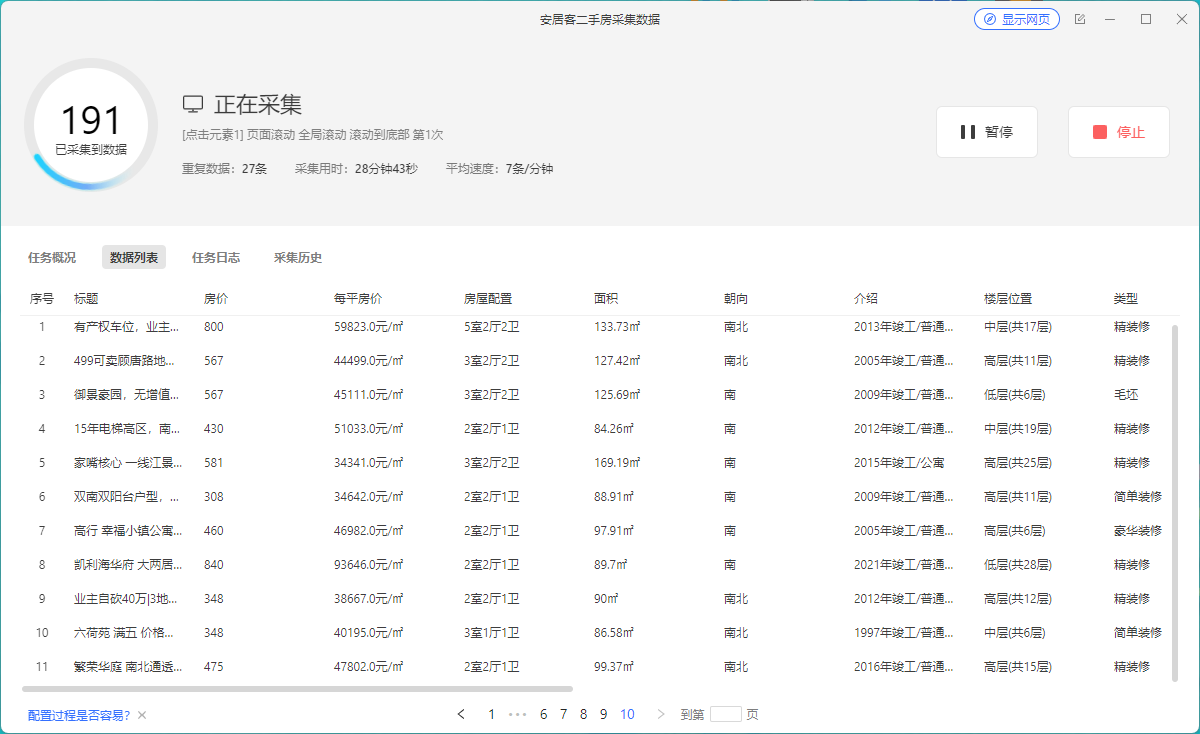 安居客二手房采集数据
显示网页
191
已采集到数据
正在采集
[点击元素1] 页面滚动 全局滚动 滚动到底部 第1次
重复数据：27条 采集用时：28分钟43秒 平均速度：7条/分钟
暂停
停止
任务概况 数据列表 任务日志 采集历史
序号 标题 房价 每平房价 房屋配置 面积 朝向 介绍 楼层位置 类型
1 有产权车位，业主... 800 59823.0元/㎡ 5室2厅2卫 133.73㎡ 南北 2013年竣工/普通... 中层(共17层) 精装修
2 499可卖顾唐路地... 567 44499.0元/㎡ 3室2厅2卫 127.42㎡ 南北 2005年竣工/普通... 高层(共11层) 精装修
3 御景豪园，无增值... 567 45111.0元/㎡ 3室2厅2卫 125.69㎡ 南 2009年竣工/普通... 低层(共6层) 毛坯
4 15年电梯高区，南... 430 51033.0元/㎡ 2室2厅1卫 84.26㎡ 南 2012年竣工/普通... 中层(共19层) 精装修
5 家嘴核心 一线江景... 581 34341.0元/㎡ 3室2厅2卫 169.19㎡ 南 2015年竣工/公寓 高层(共25层) 精装修
6 双南双阳台户型，... 308 34642.0元/㎡ 2室2厅1卫 88.91㎡ 南 2009年竣工/普通... 高层(共11层) 简单装修
7 高行 幸福小镇公寓... 460 46982.0元/㎡ 2室2厅1卫 97.91㎡ 南 2005年竣工/普通... 高层(共6层) 豪华装修
8 凯利海华府 大两居... 840 93646.0元/㎡ 2室2厅1卫 89.7㎡ 南 2021年竣工/普通... 低层(共28层) 精装修
9 业主自砍40万|3地... 348 38667.0元/㎡ 2室2厅1卫 90㎡ 南北 2012年竣工/普通... 高层(共12层) 精装修
10 六荷苑 满五 价格... 348 40195.0元/㎡ 3室1厅1卫 86.58㎡ 南北 1997年竣工/普通... 中层(共6层) 简单装修
11 繁荣华庭 南北通透... 475 47802.0元/㎡ 2室2厅1卫 99.37㎡ 南北 2016年竣工/普通... 高层(共15层) 精装修
配置过程是否容易? 1 ··· 6 7 8 9 10 到第 页